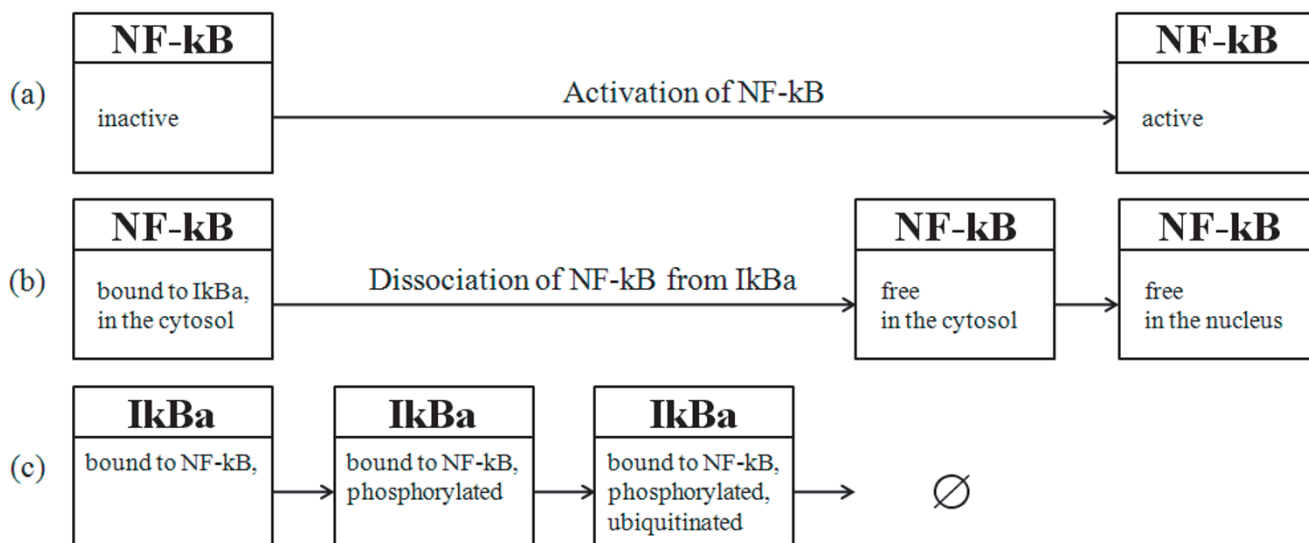 NF-kB
NF-kB
(a)
inactive
Activation of NF-kB
active
NF-kB
NF-kB
NF-kB
(b)
bound to IkBa,
in the cytosol
Dissociation of NF-kB from IkBa
free
in the cytosol
free
in the nucleus
IkBa
IkBa
IkBa
(c)
bound to NF-kB,
bound to NF-kB,
phosphorylated
bound to NF-kB,
phosphorylated,
ubiquitinated
∅